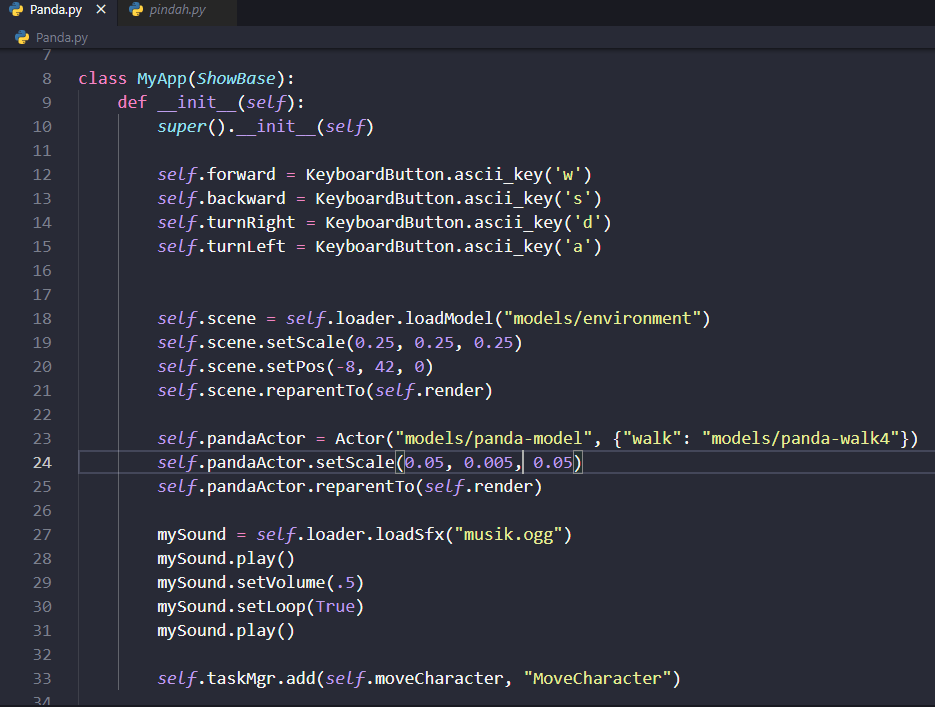 Panda.py × pindah.py
Panda.py
7
8 class MyApp(ShowBase):
9     def __init__(self):
10         super().__init__(self)
11
12         self.forward = KeyboardButton.ascii_key('w')
13         self.backward = KeyboardButton.ascii_key('s')
14         self.turnRight = KeyboardButton.ascii_key('d')
15         self.turnLeft = KeyboardButton.ascii_key('a')
16
17
18         self.scene = self.loader.loadModel("models/environment")
19         self.scene.setScale(0.25, 0.25, 0.25)
20         self.scene.setPos(-8, 42, 0)
21         self.scene.reparentTo(self.render)
22
23         self.pandaActor = Actor("models/panda-model", {"walk": "models/panda-walk4"})
24         self.pandaActor.setScale(0.05, 0.005, 0.05)
25         self.pandaActor.reparentTo(self.render)
26
27         mySound = self.loader.loadSfx("musik.ogg")
28         mySound.play()
29         mySound.setVolume(.5)
30         mySound.setLoop(True)
31         mySound.play()
32
33         self.taskMgr.add(self.moveCharacter, "MoveCharacter")
34